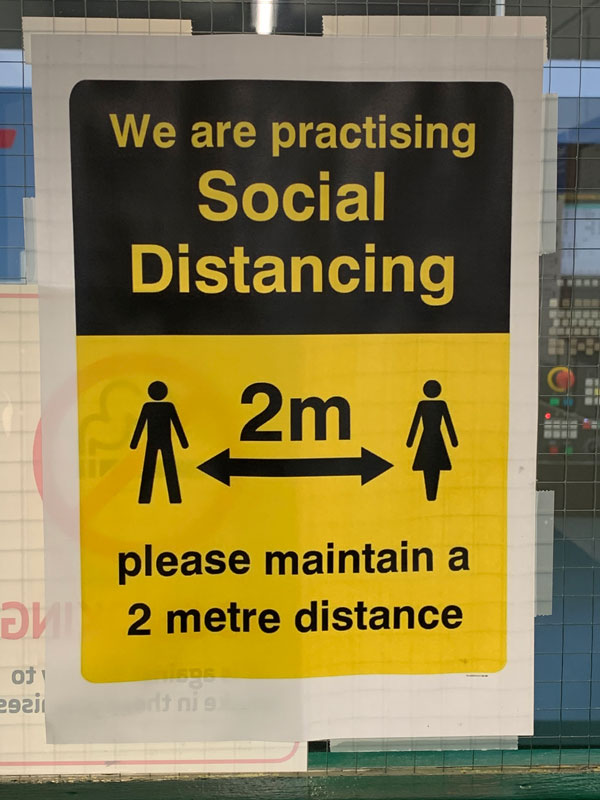 We are practising
Social
Distancing
2m
please maintain a
2 metre distance